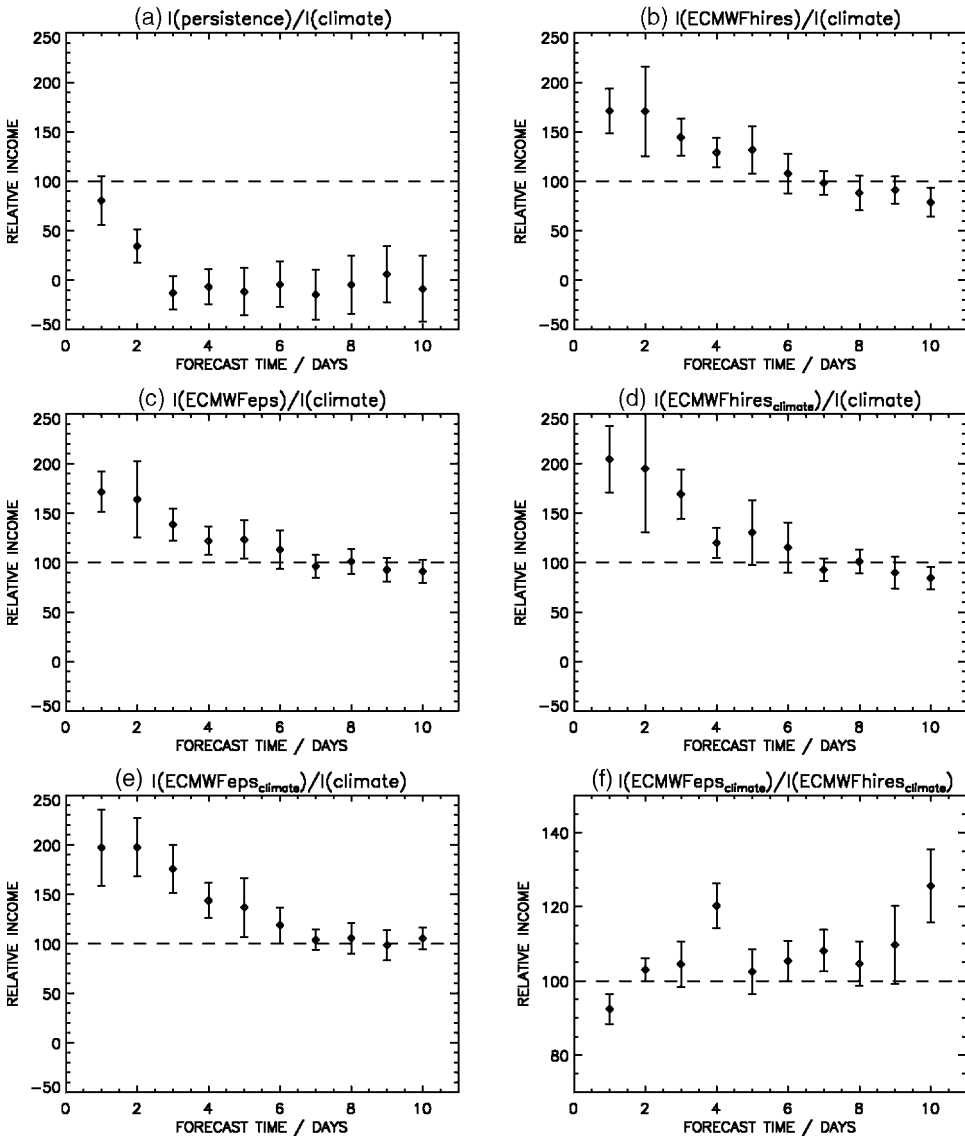 (a) I(persistence)/I(climate)
250
200
150
100
50
0
−50
RELATIVE INCOME
0 2 4 6 8 10
FORECAST TIME / DAYS
(b) I(ECMWFhires)/I(climate)
250
200
150
100
50
0
−50
RELATIVE INCOME
0 2 4 6 8 10
FORECAST TIME / DAYS
(c) I(ECMWFeps)/I(climate)
250
200
150
100
50
0
−50
RELATIVE INCOME
0 2 4 6 8 10
FORECAST TIME / DAYS
(d) I(ECMWFhires_climate)/I(climate)
250
200
150
100
50
0
−50
RELATIVE INCOME
0 2 4 6 8 10
FORECAST TIME / DAYS
(e) I(ECMWFeps_climate)/I(climate)
250
200
150
100
50
0
−50
RELATIVE INCOME
0 2 4 6 8 10
FORECAST TIME / DAYS
(f) I(ECMWFeps_climate)/I(ECMWFhires_climate)
140
120
100
80
RELATIVE INCOME
0 2 4 6 8 10
FORECAST TIME / DAYS